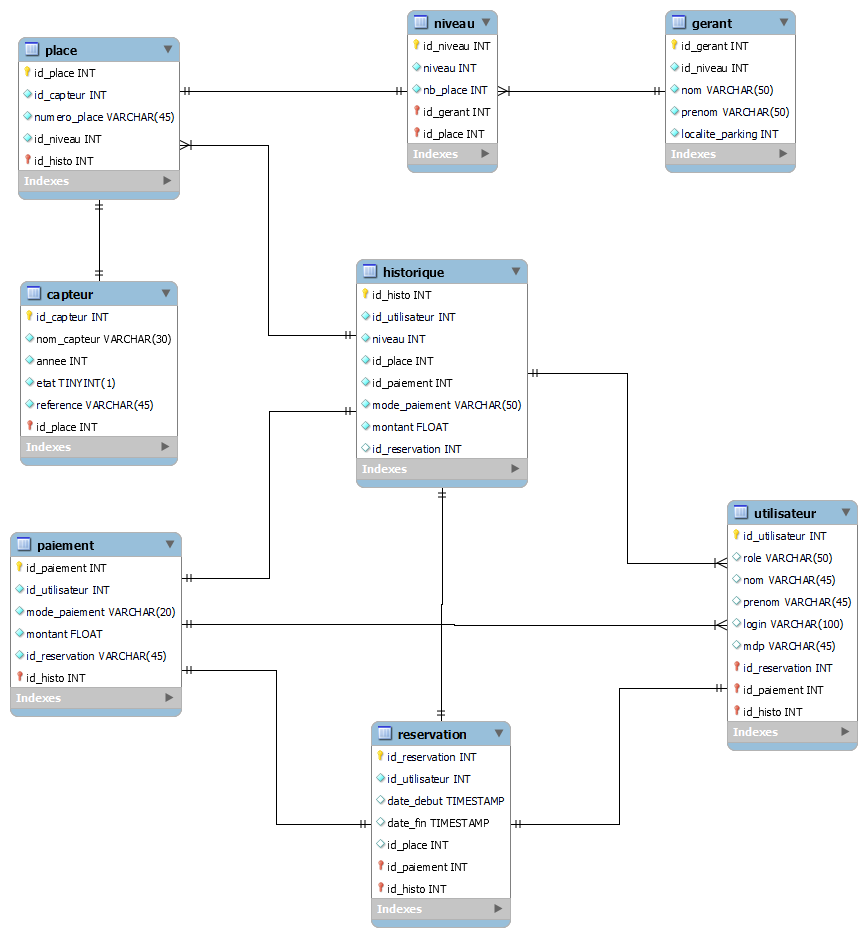 place
id_place INT
id_capteur INT
numero_place VARCHAR(45)
id_niveau INT
id_histo INT
Indexes
niveau
id_niveau INT
niveau INT
nb_place INT
id_gerant INT
id_place INT
Indexes
gerant
id_gerant INT
id_niveau INT
nom VARCHAR(50)
prenom VARCHAR(50)
localite_parking INT
Indexes
capteur
id_capteur INT
nom_capteur VARCHAR(30)
annee INT
etat TINYINT(1)
reference VARCHAR(45)
id_place INT
Indexes
historique
id_histo INT
id_utilisateur INT
niveau INT
id_place INT
id_paiement INT
mode_paiement VARCHAR(50)
montant FLOAT
id_reservation INT
Indexes
paiement
id_paiement INT
id_utilisateur INT
mode_paiement VARCHAR(20)
montant FLOAT
id_reservation VARCHAR(45)
id_histo INT
Indexes
utilisateur
id_utilisateur INT
role VARCHAR(50)
nom VARCHAR(45)
prenom VARCHAR(45)
login VARCHAR(100)
mdp VARCHAR(45)
id_reservation INT
id_paiement INT
id_histo INT
Indexes
reservation
id_reservation INT
id_utilisateur INT
date_debut TIMESTAMP
date_fin TIMESTAMP
id_place INT
id_paiement INT
id_histo INT
Indexes